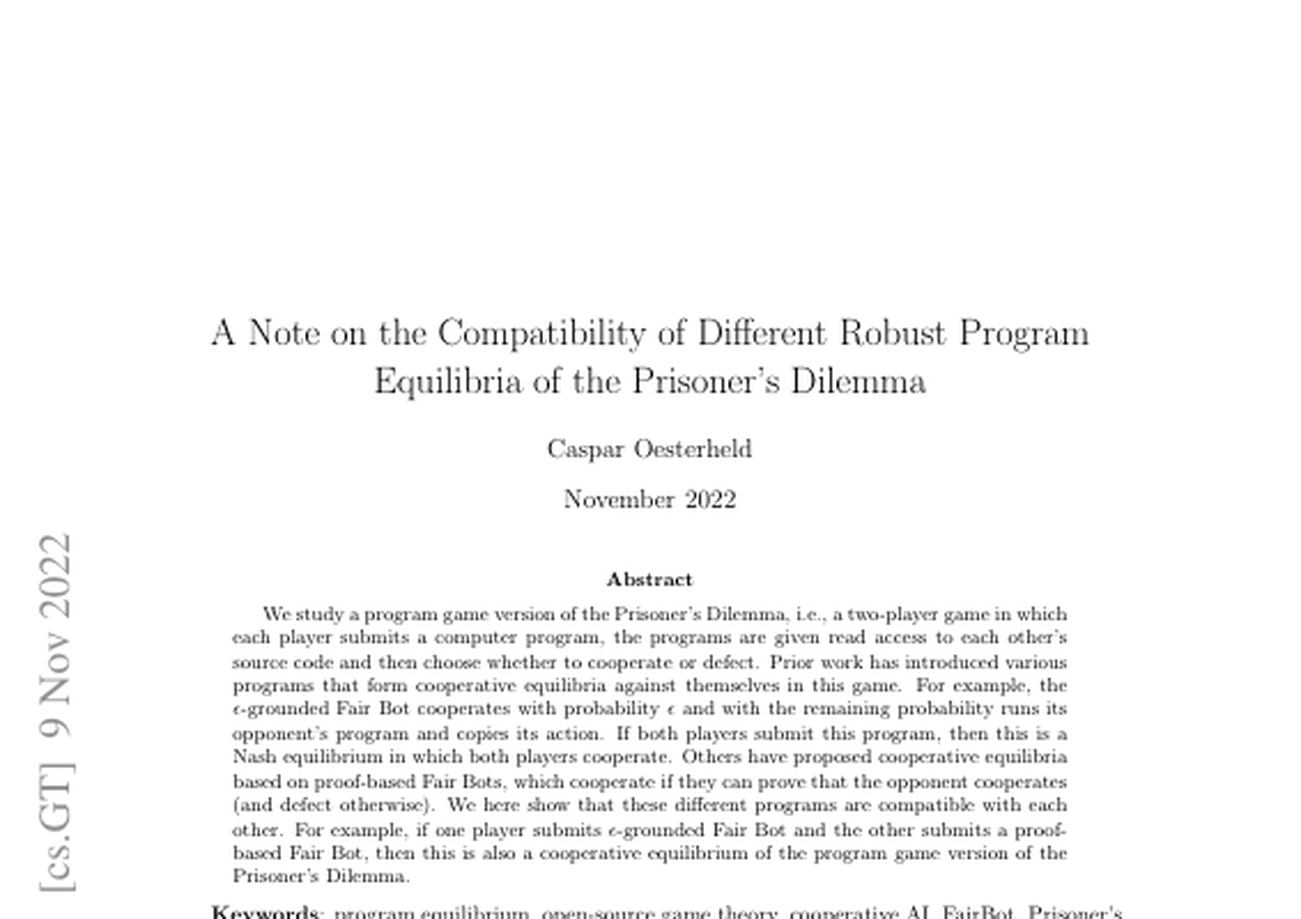 A Note on the Compatibility of Different Robust Program
Equilibria of the Prisoner's Dilemma
Caspar Oesterheld
November 2022
Abstract
We study a program game version of the Prisoner's Dilemma, i.e., a two-player game in which
each player submits a computer program, the programs are given read access to each other's
source code and then choose whether to cooperate or defect. Prior work has introduced various
programs that form cooperative equilibria against themselves in this game. For example, the
ϵ-grounded Fair Bot cooperates with probability ϵ and with the remaining probability runs its
opponent's program and copies its action. If both players submit this program, then this is a
Nash equilibrium in which both players cooperate. Others have proposed cooperative equilibria
based on proof-based Fair Bots, which cooperate if they can prove that the opponent cooperates
(and defect otherwise). We here show that these different programs are compatible with each
other. For example, if one player submits ϵ-grounded Fair Bot and the other submits a proof-
based Fair Bot, then this is also a cooperative equilibrium of the program game version of the
Prisoner's Dilemma.
Keywords: program equilibrium, open-source game theory, cooperative AI, FairBot, Prisoner's
[cs.GT] 9 Nov 2022